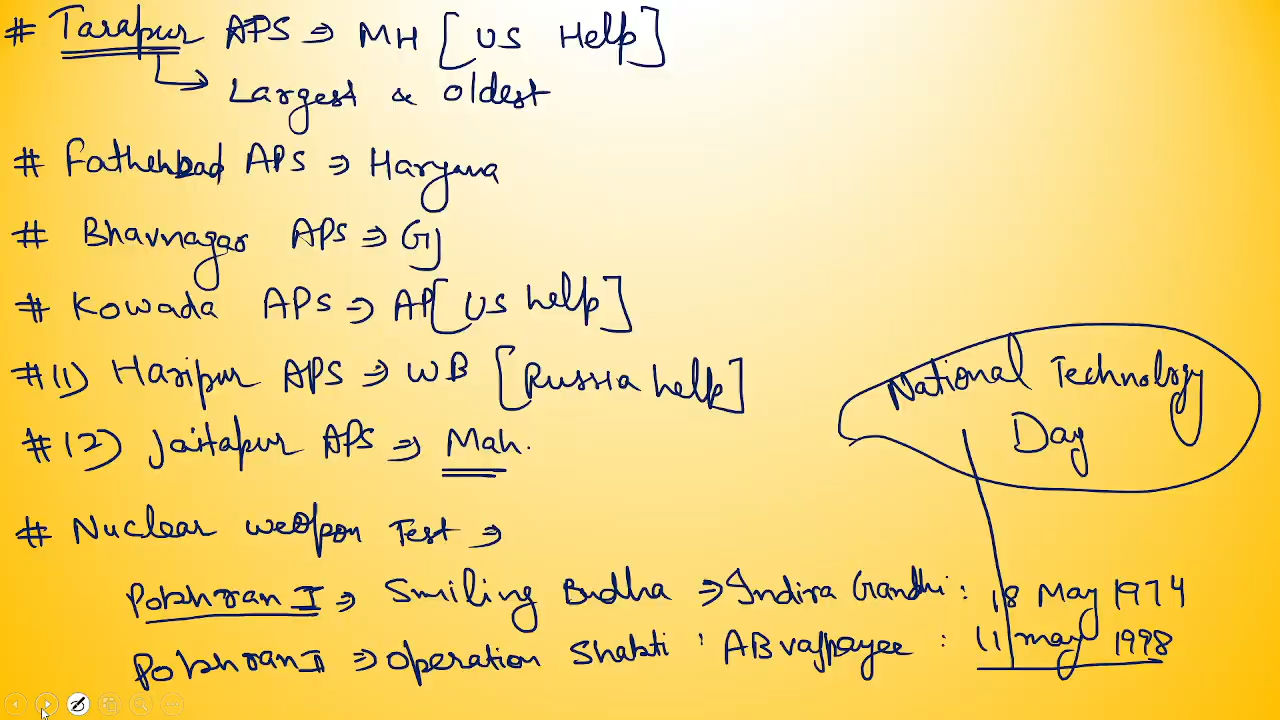 # Tarapur APS ⇒ MH [US Help]
↳ Largest & Oldest
# Fathehbad APS ⇒ Haryana
# Bhavnagar APS ⇒ GJ
# Kowada APS ⇒ AP [US help]
#11) Haripur APS ⇒ WB [Russia help]
#12) Jaitapur APS ⇒ Mah.
National Technology
Day
# Nuclear weapon Test ⇒
Pokhran I ⇒ Smiling Budha ⇒ Indira Gandhi : 18 May 1974
Pokhran II ⇒ Operation Shakti : AB vajpayee : 11 may 1998